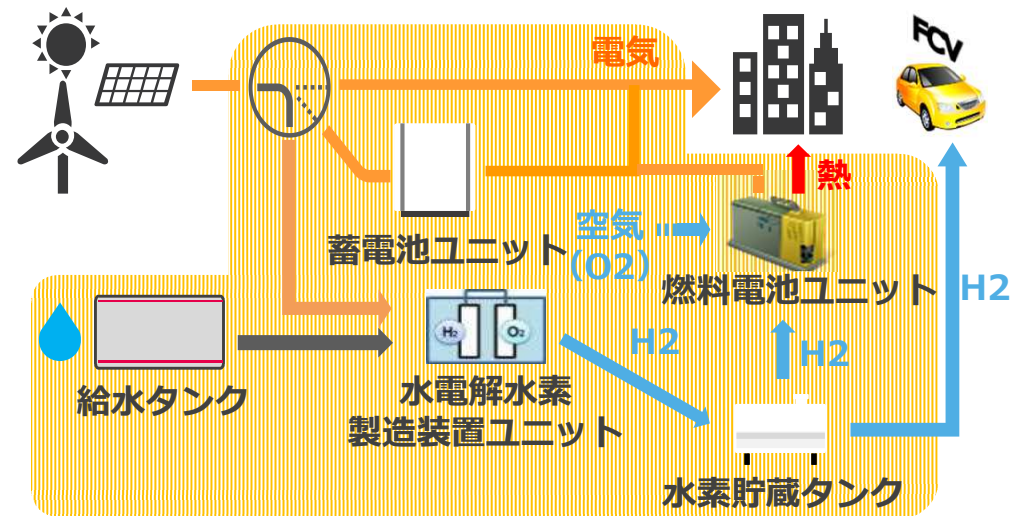 電気
FCV
熱
蓄電池ユニット
空気
(O2)
燃料電池ユニット
H2
H2
O2
H2
H2
給水タンク
水電解水素
製造装置ユニット
水素貯蔵タンク